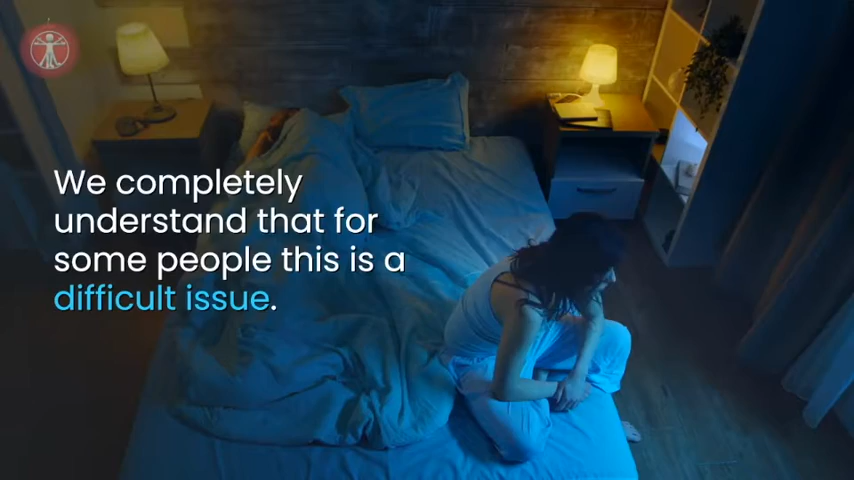 We completely
understand that for
some people this is a
difficult issue.